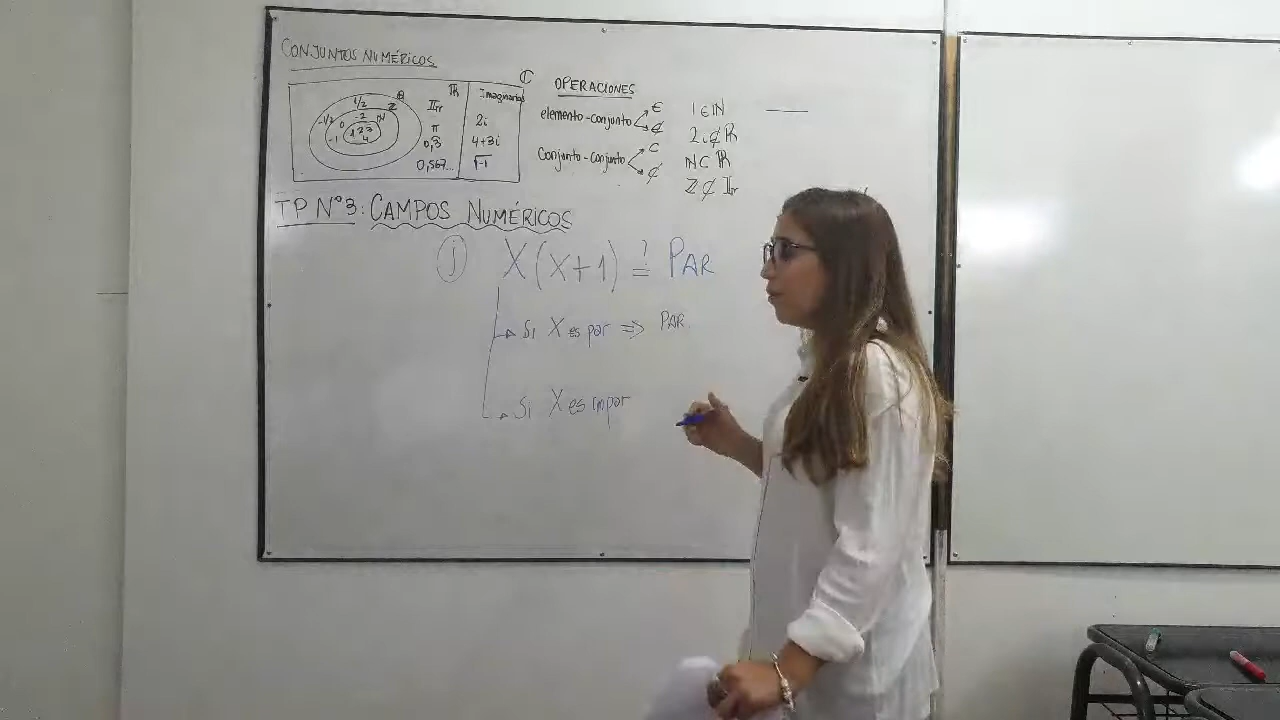 CONJUNTOS NUMÉRICOS
ℂ
ℝ Imaginarios
1/2 ℚ
ℤ
-1/2 0 -2 ℕ
-1 1 2 3
4
Iir
π
0,3
0,567...
2i
4+3i
√-1
OPERACIONES
elemento-conjunto ∈ 1 ∈ ℕ
∉ 2i ∉ ℝ
Conjunto-conjunto ⊂ ℕ ⊂ ℝ
⊄ ℤ ⊄ Iir
TP N°3: CAMPOS NUMÉRICOS
j X(X+1) ≟ PAR
Si X es par ⇒ PAR.
Si X es impar